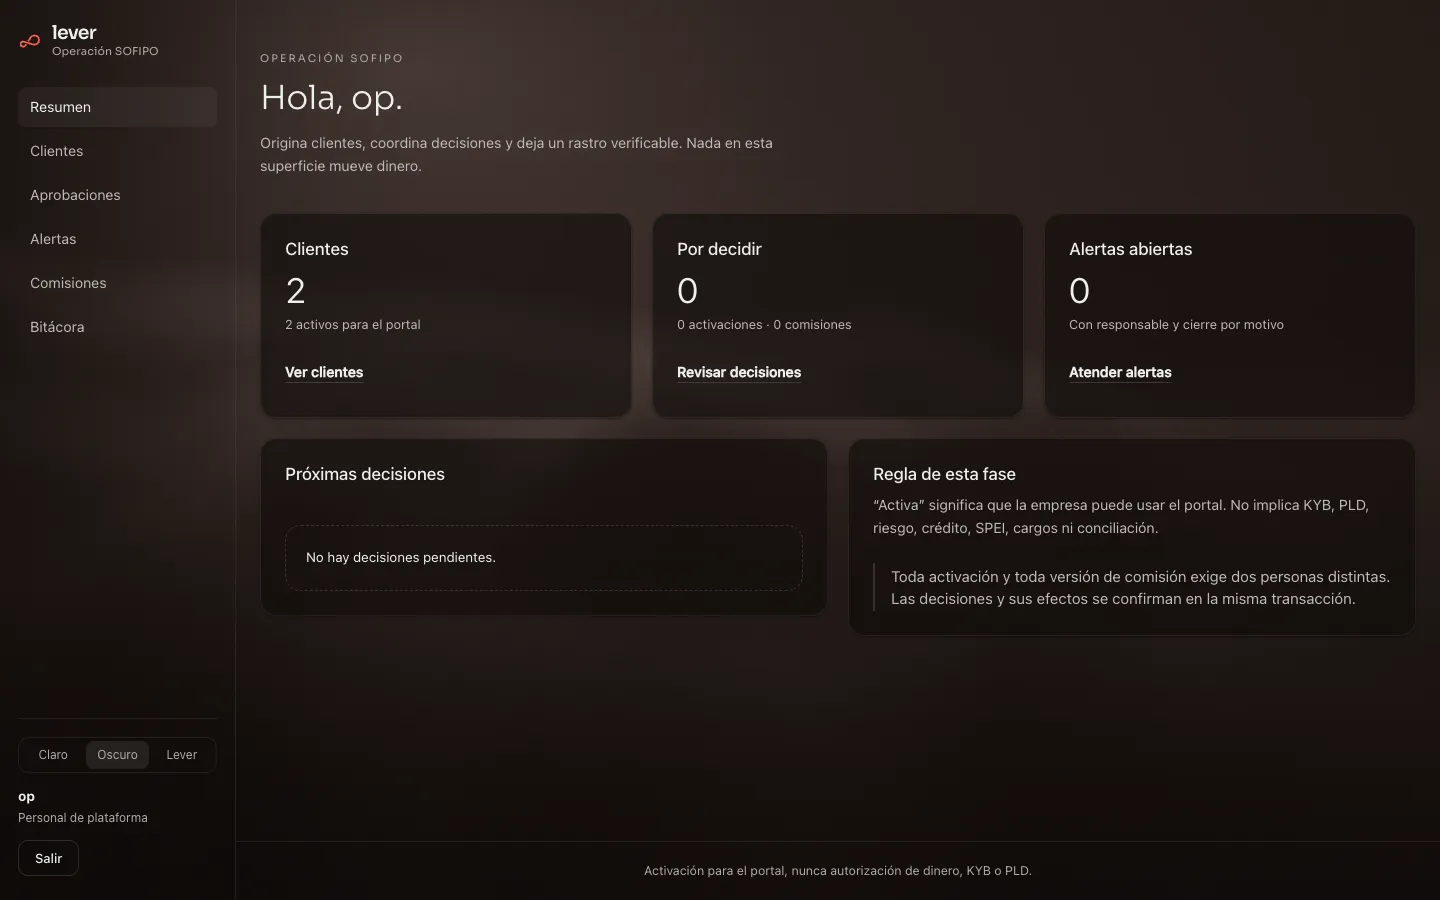 lever
Operación SOFIPO
Resumen
Clientes
Aprobaciones
Alertas
Comisiones
Bitácora
Claro
Oscuro
Lever
op
Personal de plataforma
Salir
OPERACIÓN SOFIPO
Hola, op.
Origina clientes, coordina decisiones y deja un rastro verificable. Nada en esta
superficie mueve dinero.
Clientes
2
2 activos para el portal
Ver clientes
Por decidir
0
0 activaciones · 0 comisiones
Revisar decisiones
Alertas abiertas
0
Con responsable y cierre por motivo
Atender alertas
Próximas decisiones
No hay decisiones pendientes.
Regla de esta fase
“Activa” significa que la empresa puede usar el portal. No implica KYB, PLD,
riesgo, crédito, SPEI, cargos ni conciliación.
Toda activación y toda versión de comisión exige dos personas distintas.
Las decisiones y sus efectos se confirman en la misma transacción.
Activación para el portal, nunca autorización de dinero, KYB o PLD.